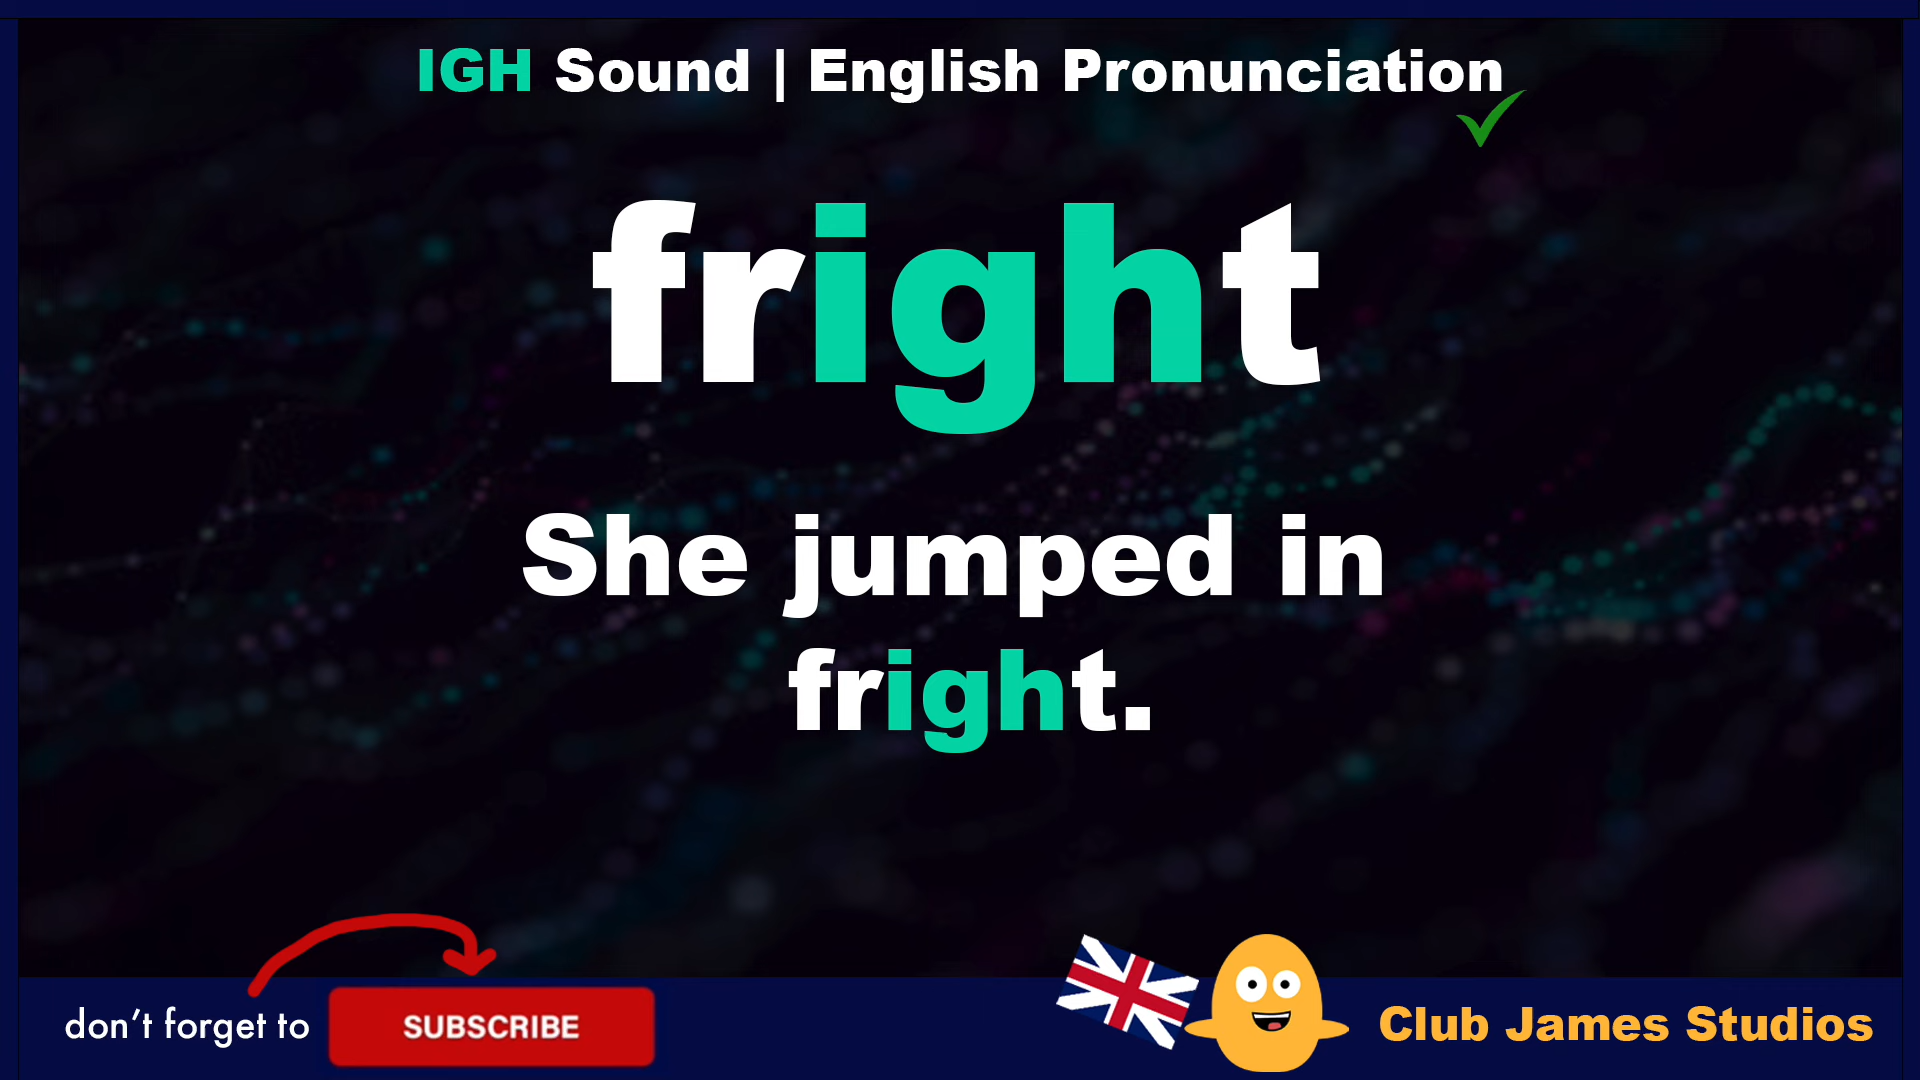 IGH Sound | English Pronunciation
fright
She jumped in
fright.
don't forget to
SUBSCRIBE
Club James Studios